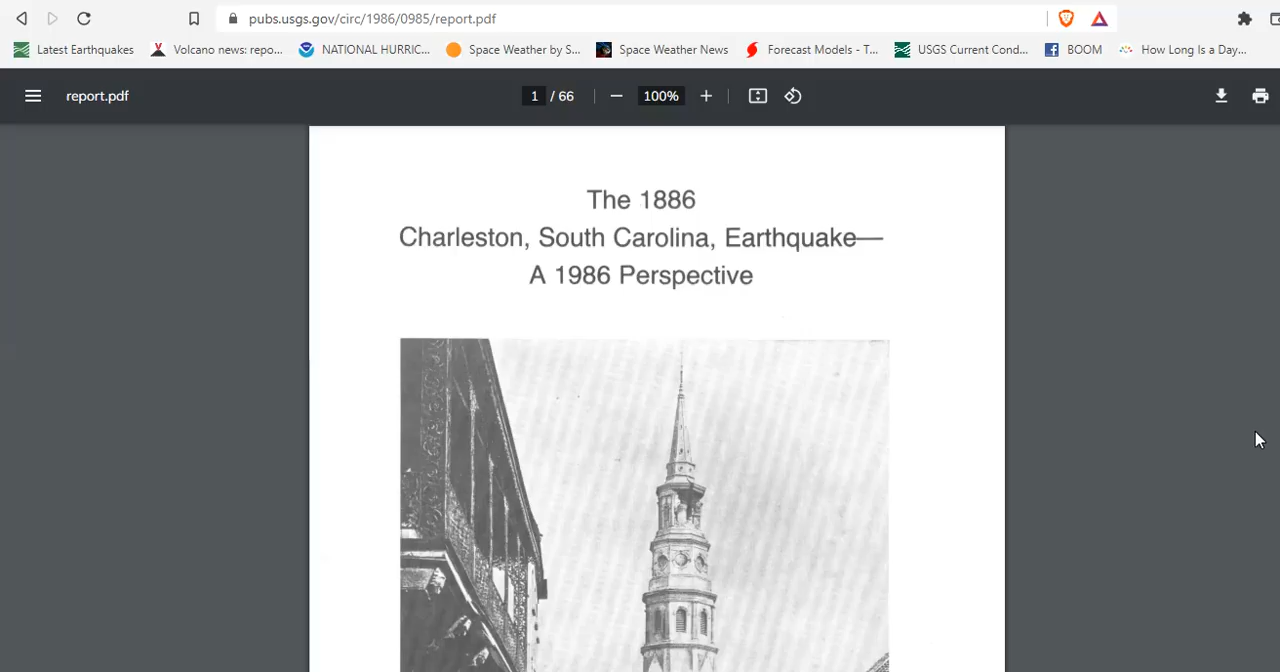 pubs.usgs.gov/circ/1986/0985/report.pdf
Latest Earthquakes Volcano news: repo... NATIONAL HURRIC... Space Weather by S... Space Weather News Forecast Models - T... USGS Current Cond... BOOM How Long Is a Day...
report.pdf 1 / 66 100%
The 1886
Charleston, South Carolina, Earthquake—
A 1986 Perspective